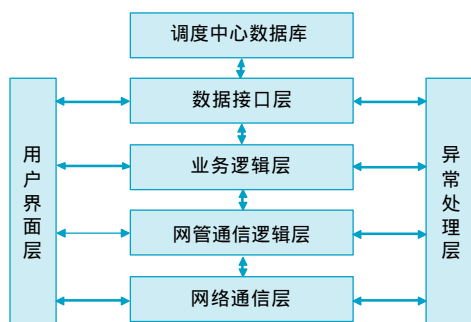 调度中心数据库
数据接口层
业务逻辑层
网管通信逻辑层
网络通信层
用户界面层
异常处理层